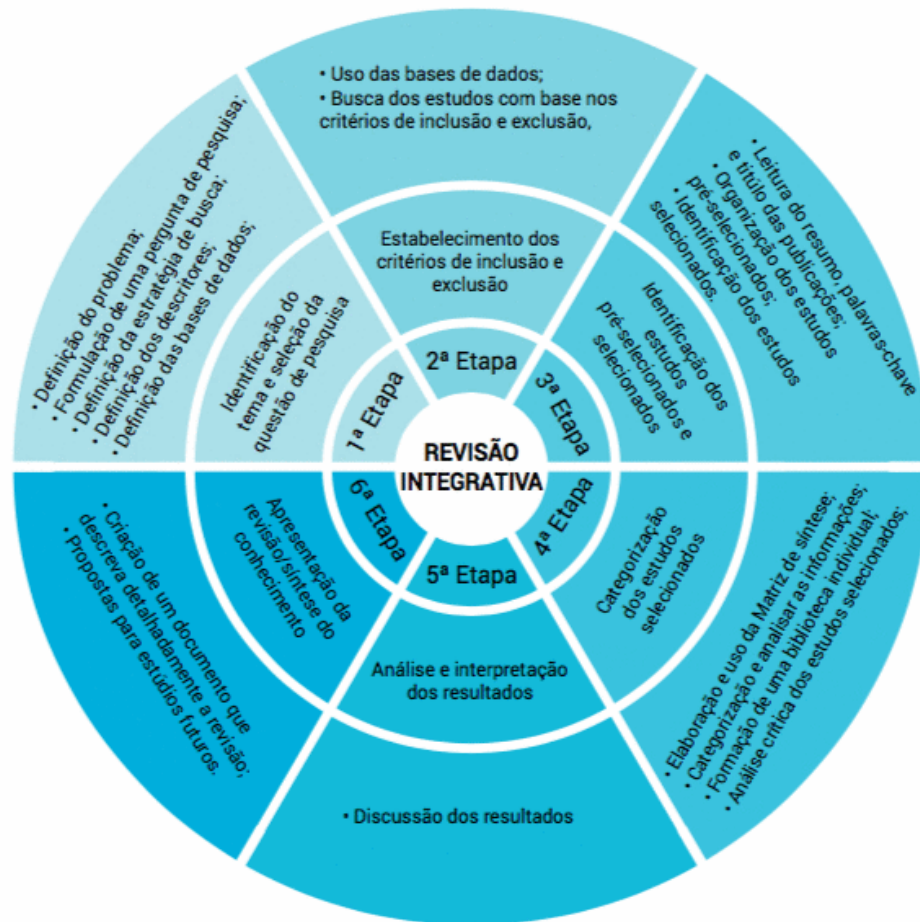 REVISÃO
INTEGRATIVA
1ª Etapa
Identificação do
tema e seleção da
questão de pesquisa
• Definição do problema;
• Formulação de uma pergunta de pesquisa;
• Definição da estratégia de busca;
• Definição dos descritores;
• Definição das bases de dados;
2ª Etapa
Estabelecimento dos
critérios de inclusão e
exclusão
• Uso das bases de dados;
• Busca dos estudos com base nos
critérios de inclusão e exclusão,
3ª Etapa
Identificação dos
estudos
pré-selecionados e
selecionados
• Leitura do resumo, palavras-chave
e título das publicações;
• Organização dos estudos
pré-selecionados;
• Identificação dos estudos
selecionados.
4ª Etapa
Categorização
dos estudos
selecionados
• Elaboração e uso da Matriz de síntese;
• Categorização e analisar as informações;
• Formação de uma biblioteca individual;
• Análise crítica dos estudos selecionados;
5ª Etapa
Análise e interpretação
dos resultados
• Discussão dos resultados
6ª Etapa
Apresentação da
revisão/síntese do
conhecimento
• Criação de um documento que
descreva detalhadamente a revisão;
• Propostas para estúdios futuros.